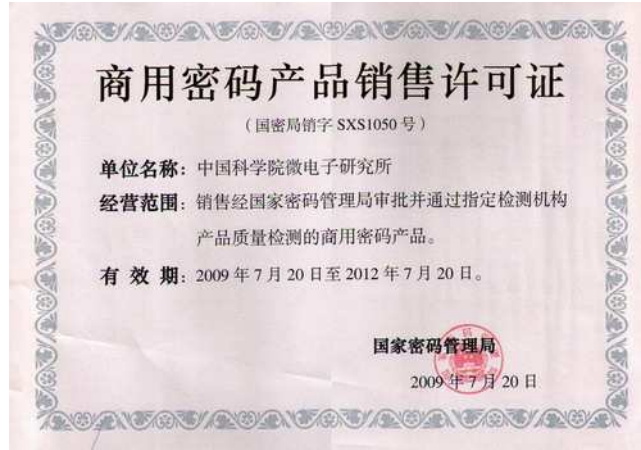 商用密码产品销售许可证
（国密局销字 SXS1050 号）
单位名称：中国科学院微电子研究所
经营范围：销售经国家密码管理局审批并通过指定检测机构
产品质量检测的商用密码产品。
有 效 期：2009 年 7 月 20 日至 2012 年 7 月 20 日。
国家密码管理局
2009 年 7 月 20 日